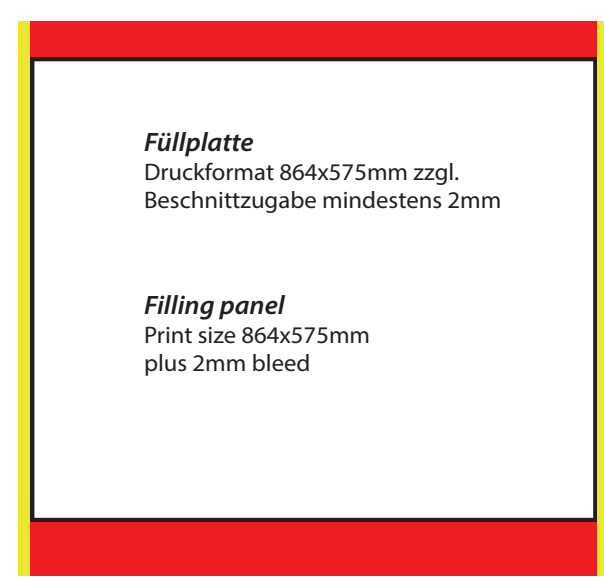 Füllplatte
Druckformat 864x575mm zzgl.
Beschnittzugabe mindestens 2mm
Filling panel
Print size 864x575mm
plus 2mm bleed